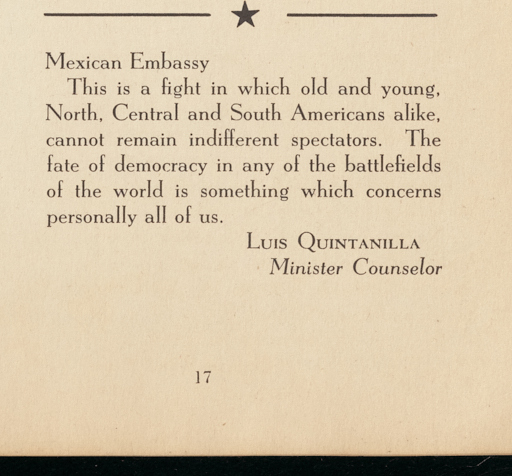 Mexican Embassy
This is a fight in which old and young,
North, Central and South Americans alike,
cannot remain indifferent spectators. The
fate of democracy in any of the battlefields
of the world is something which concerns
personally all of us.
Luis Quintanilla
Minister Counselor
17